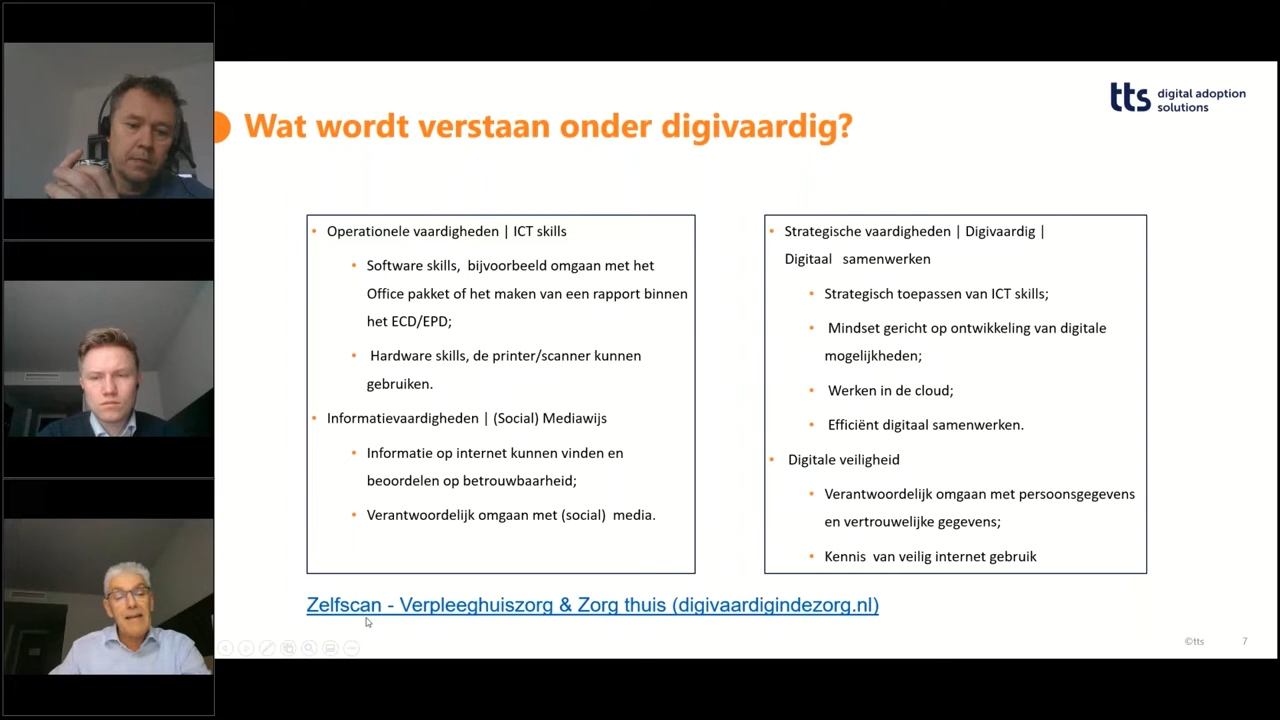 tts digital adoption
solutions
Wat wordt verstaan onder digivaardig?
• Operationele vaardigheden | ICT skills
• Software skills, bijvoorbeeld omgaan met het
Office pakket of het maken van een rapport binnen
het ECD/EPD;
• Hardware skills, de printer/scanner kunnen
gebruiken.
• Informatievaardigheden | (Social) Mediawijs
• Informatie op internet kunnen vinden en
beoordelen op betrouwbaarheid;
• Verantwoordelijk omgaan met (social) media.
• Strategische vaardigheden | Digivaardig |
Digitaal samenwerken
• Strategisch toepassen van ICT skills;
• Mindset gericht op ontwikkeling van digitale
mogelijkheden;
• Werken in de cloud;
• Efficiënt digitaal samenwerken.
• Digitale veiligheid
• Verantwoordelijk omgaan met persoonsgegevens
en vertrouwelijke gegevens;
• Kennis van veilig internet gebruik
Zelfscan - Verpleeghuiszorg & Zorg thuis (digivaardigindezorg.nl)
©tts 7